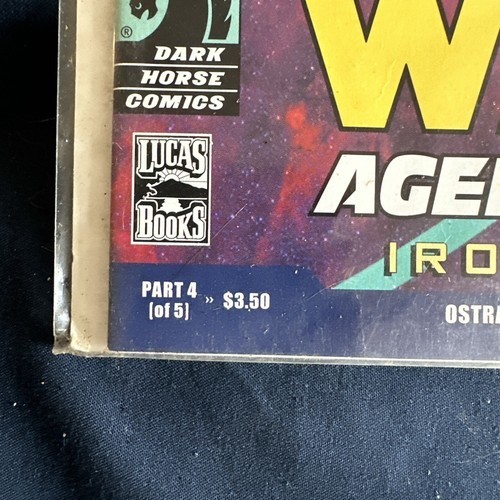 DARK
HORSE
COMICS
W
AGE
IRO
LUCAS
BOOKS
PART 4 » $3.50
[of 5]
OSTRA